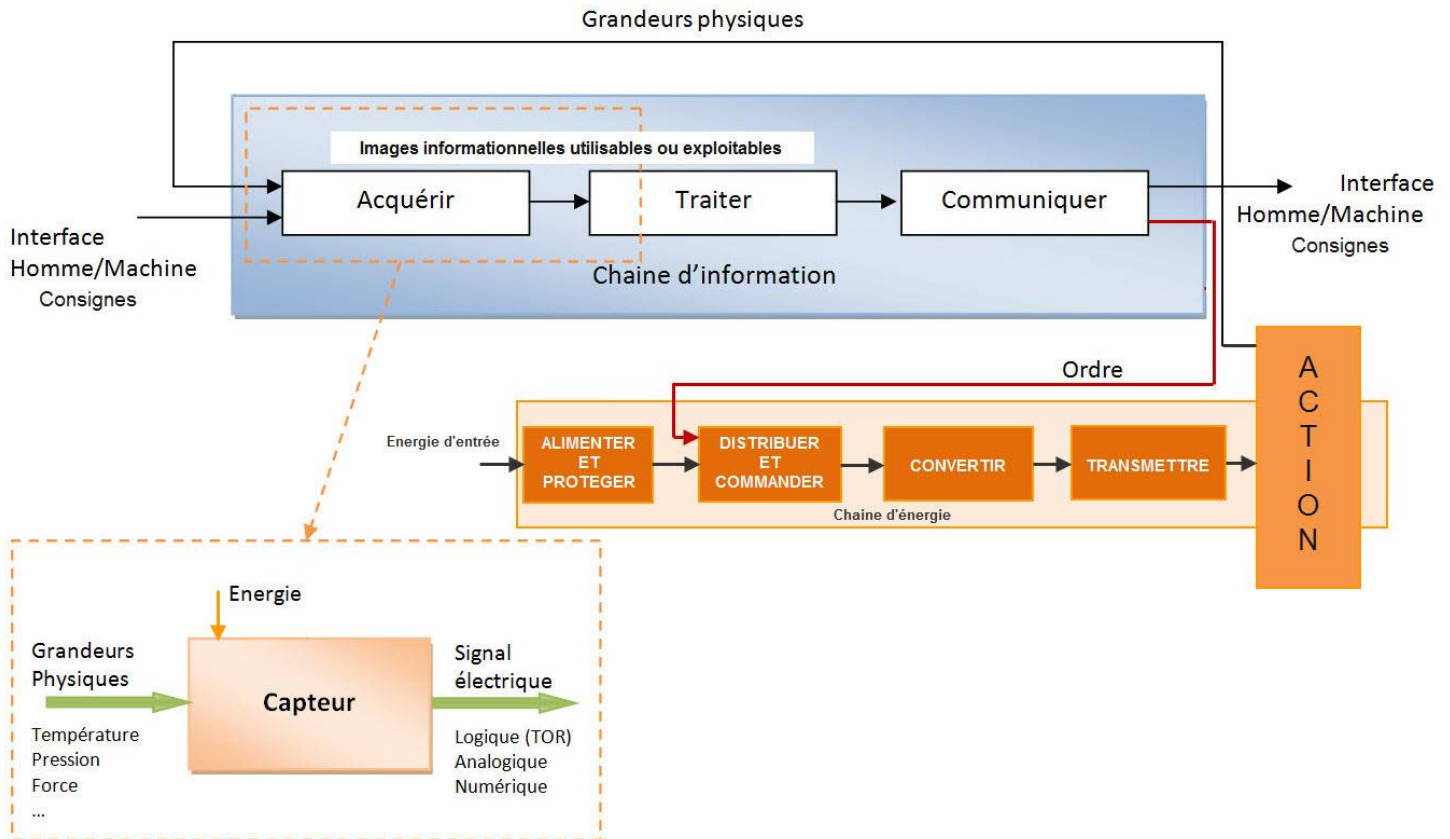 Grandeurs physiques
Images informationnelles utilisables ou exploitables
Acquérir
Traiter
Communiquer
Interface
Homme/Machine
Consignes
Interface
Homme/Machine
Consignes
Chaine d'information
Ordre
Energie d'entrée
ALIMENTER
ET
PROTEGER
DISTRIBUER
ET
COMMANDER
CONVERTIR
TRANSMETTRE
Chaine d'énergie
A
C
T
I
O
N
Energie
Grandeurs
Physiques
Température
Pression
Force
...
Capteur
Signal
électrique
Logique (TOR)
Analogique
Numérique